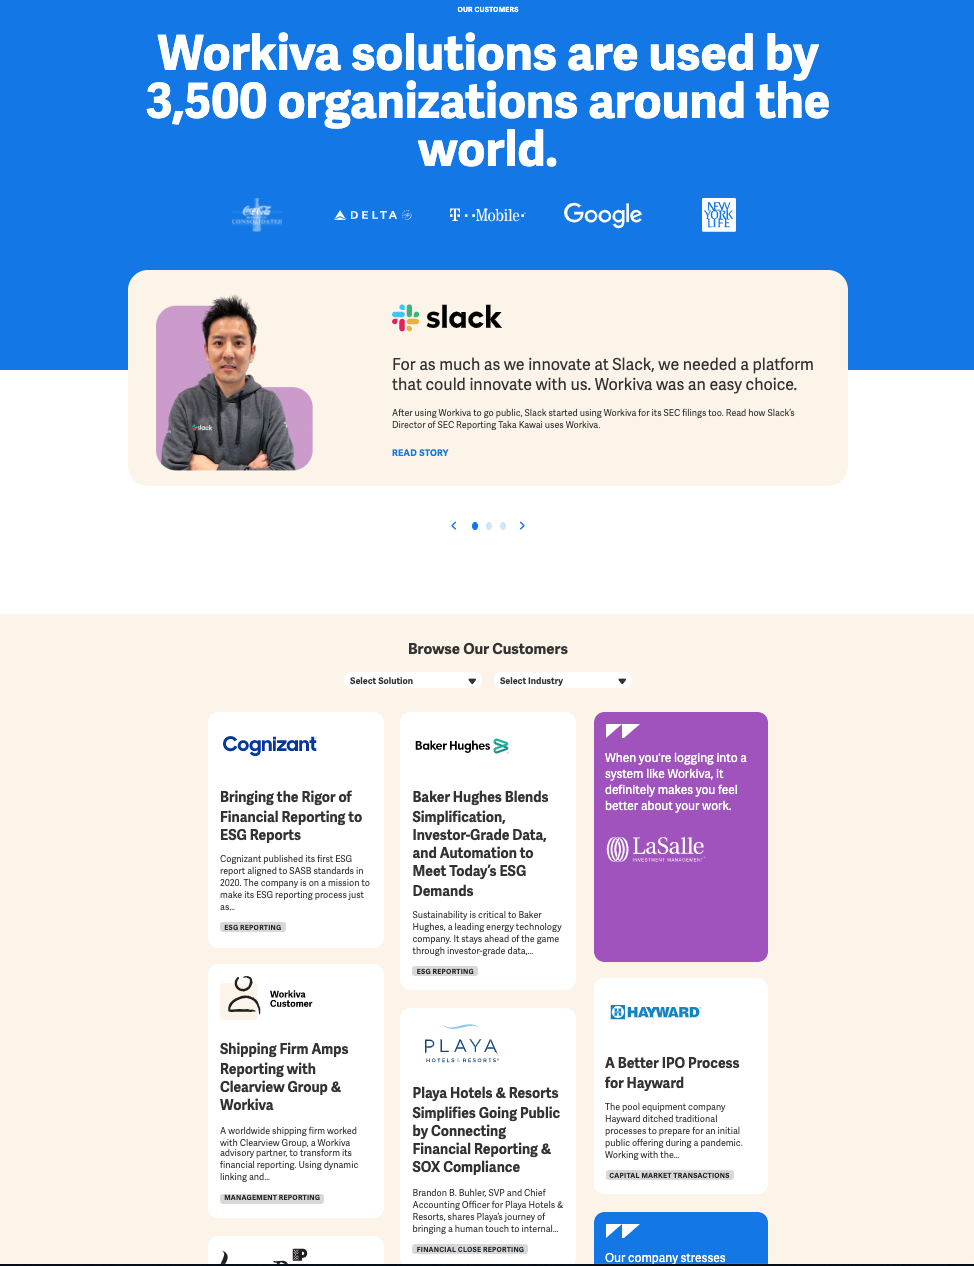 OUR CUSTOMERS
Workiva solutions are used by
3,500 organizations around the
world.
Coca-Cola
CONSOLIDATED
DELTA
T Mobile
Google
NEW
YORK
LIFE
slack
slack
For as much as we innovate at Slack, we needed a platform
that could innovate with us. Workiva was an easy choice.
After using Workiva to go public, Slack started using Workiva for its SEC filings too. Read how Slack's
Director of SEC Reporting Taka Kawai uses Workiva.
READ STORY
Browse Our Customers
Select Solution
Select Industry
Cognizant
Bringing the Rigor of
Financial Reporting to
ESG Reports
Cognizant published its first ESG
report aligned to SASB standards in
2020. The company is on a mission to
make its ESG reporting process just
as...
ESG REPORTING
Workiva
Customer
Shipping Firm Amps
Reporting with
Clearview Group &
Workiva
A worldwide shipping firm worked
with Clearview Group, a Workiva
advisory partner, to transform its
financial reporting. Using dynamic
linking and...
MANAGEMENT REPORTING
Baker Hughes
Baker Hughes Blends
Simplification,
Investor-Grade Data,
and Automation to
Meet Today's ESG
Demands
Sustainability is critical to Baker
Hughes, a leading energy technology
company. It stays ahead of the game
through investor-grade data,...
ESG REPORTING
PLAYA
HOTELS & RESORTS
Playa Hotels & Resorts
Simplifies Going Public
by Connecting
Financial Reporting &
SOX Compliance
Brandon B. Buhler, SVP and Chief
Accounting Officer for Playa Hotels &
Resorts, shares Playa's journey of
bringing a human touch to internal...
FINANCIAL CLOSE REPORTING
When you're logging into a
system like Workiva, it
definitely makes you feel
better about your work.
LaSalle
INVESTMENT MANAGEMENT
HAYWARD
A Better IPO Process
for Hayward
The pool equipment company
Hayward ditched traditional
processes to prepare for an initial
public offering during a pandemic.
Working with the...
CAPITAL MARKET TRANSACTIONS
Our company stresses